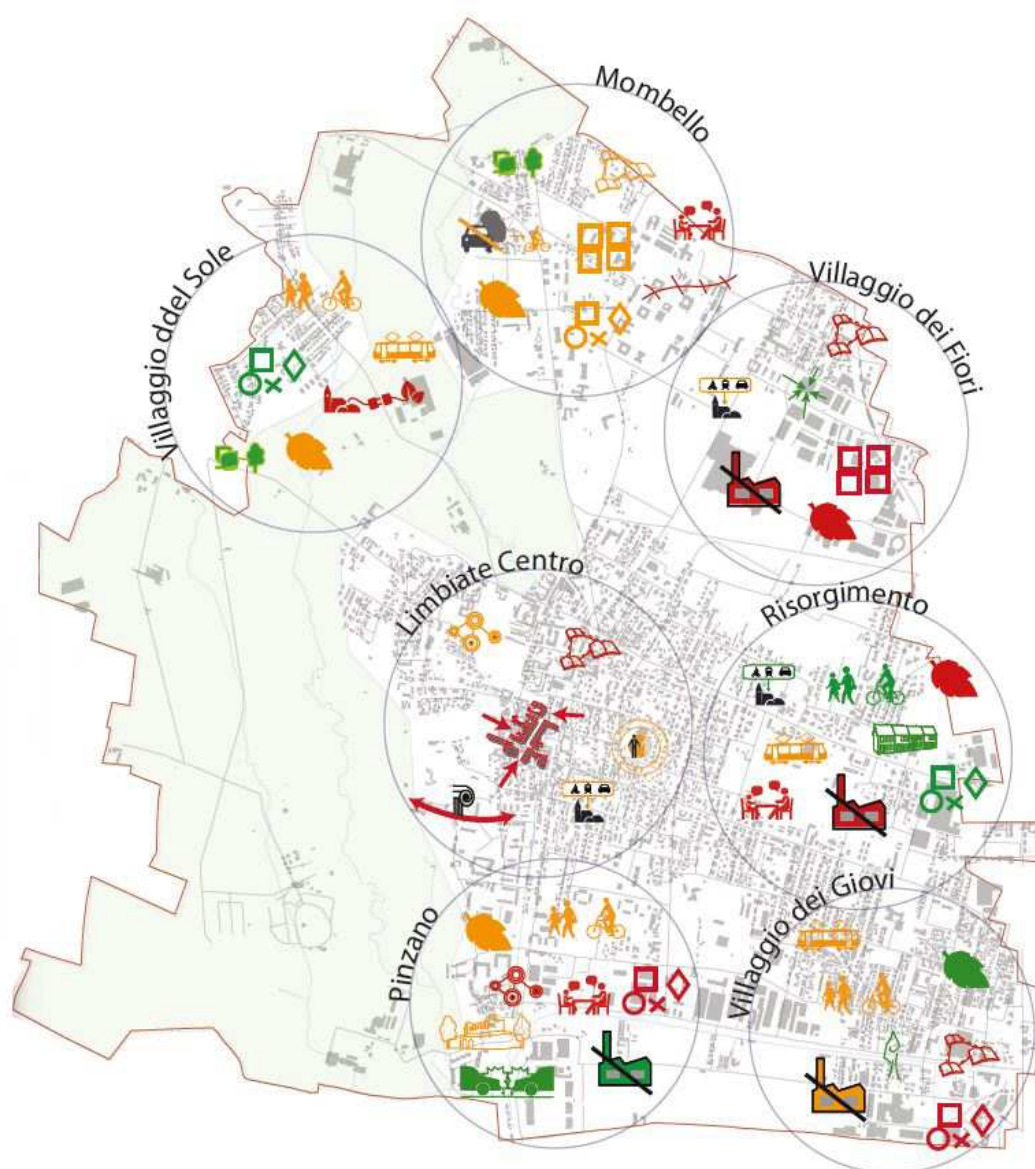 Mombello
Villaggio ddel Sole
Villaggio dei Fiori
Limbiate Centro
Risorgimento
Pinzano
Villaggio dei Giovi